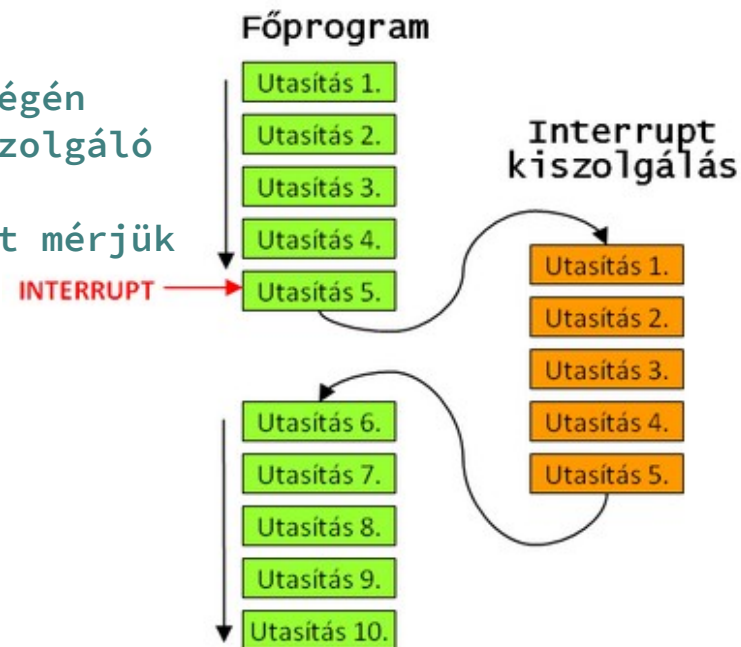 Főprogram
égén
zolgáló
t mérjük
Utasítás 1.
Utasítás 2.
Utasítás 3.
Utasítás 4.
INTERRUPT
Utasítás 5.
Interrupt
kiszolgálás
Utasítás 1.
Utasítás 2.
Utasítás 3.
Utasítás 4.
Utasítás 5.
Utasítás 6.
Utasítás 7.
Utasítás 8.
Utasítás 9.
Utasítás 10.